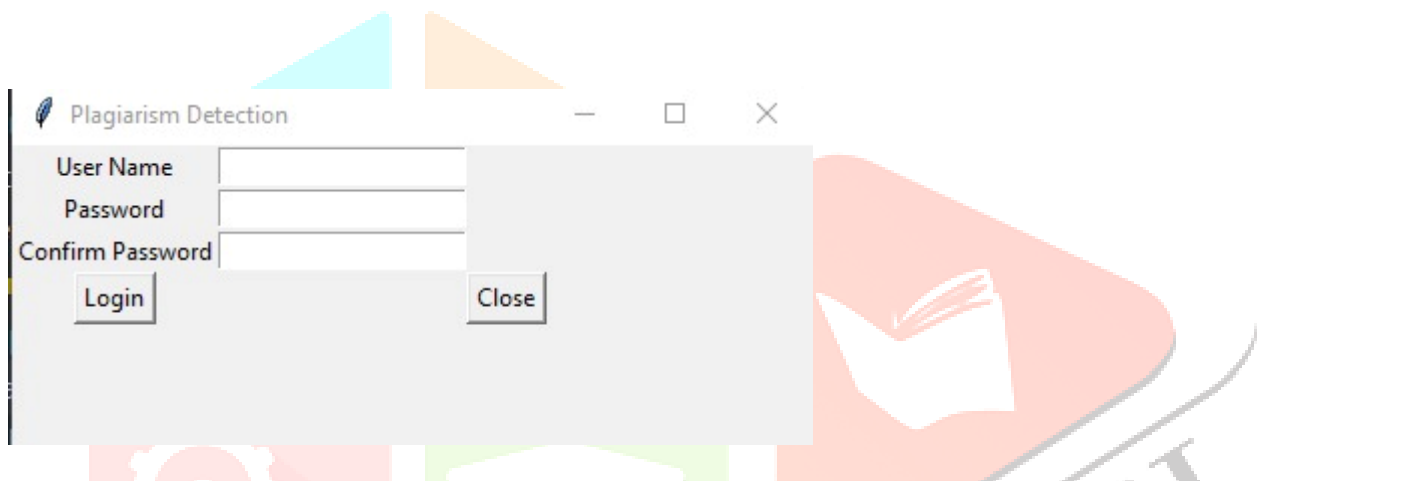 Plagiarism Detection
User Name
Password
Confirm Password
Login Close